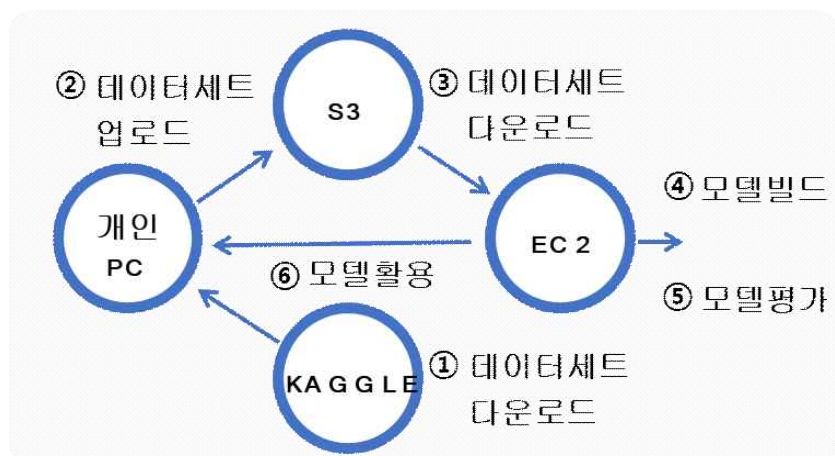 ② 데이터세트
업로드
S3
③ 데이터세트
다운로드
개인
PC
EC 2
④ 모델빌드
⑥ 모델활용
⑤ 모델평가
KAGGLE
① 데이터세트
다운로드